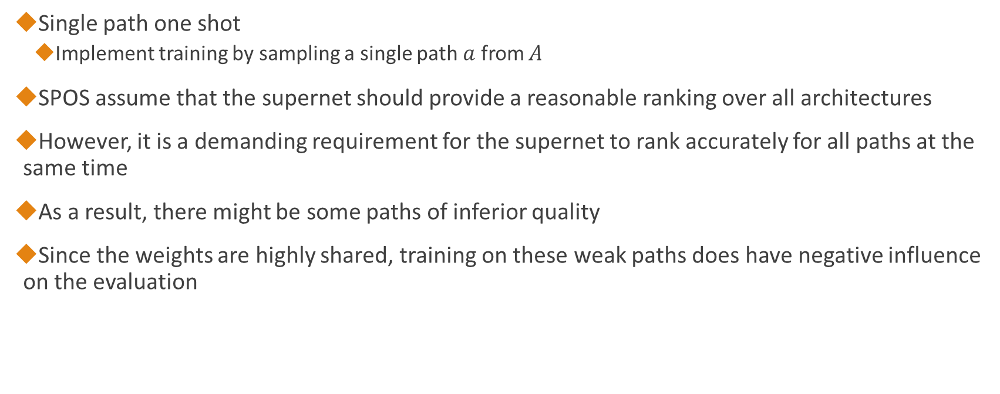 ◆Single path one shot
◆Implement training by sampling a single path a from A
◆SPOS assume that the supernet should provide a reasonable ranking over all architectures
◆However, it is a demanding requirement for the supernet to rank accurately for all paths at the
same time
◆As a result, there might be some paths of inferior quality
◆Since the weights are highly shared, training on these weak paths does have negative influence
on the evaluation